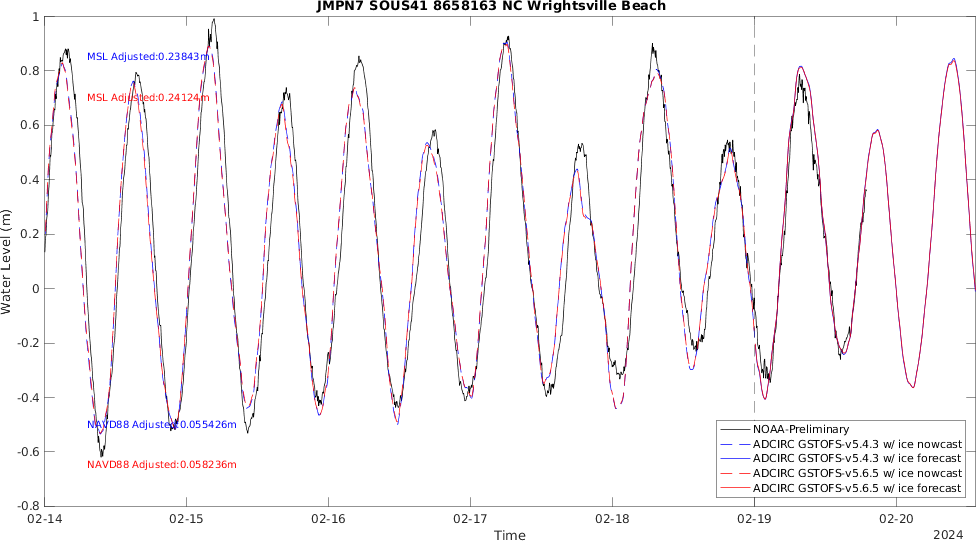 JMPN7 SOUS41 8658163 NC Wrightsville Beach
1
0.8
0.6
0.4
0.2
0
-0.2
-0.4
-0.6
-0.8
Water Level (m)
MSL Adjusted:0.23843m
MSL Adjusted:0.24124m
NAVD88 Adjusted:0.055426m
NAVD88 Adjusted:0.058236m
NOAA-Preliminary
ADCIRC GSTOFS-v5.4.3 w/ ice nowcast
ADCIRC GSTOFS-v5.4.3 w/ ice forecast
ADCIRC GSTOFS-v5.6.5 w/ ice nowcast
ADCIRC GSTOFS-v5.6.5 w/ ice forecast
02-14 02-15 02-16 02-17 02-18 02-19 02-20
Time
2024